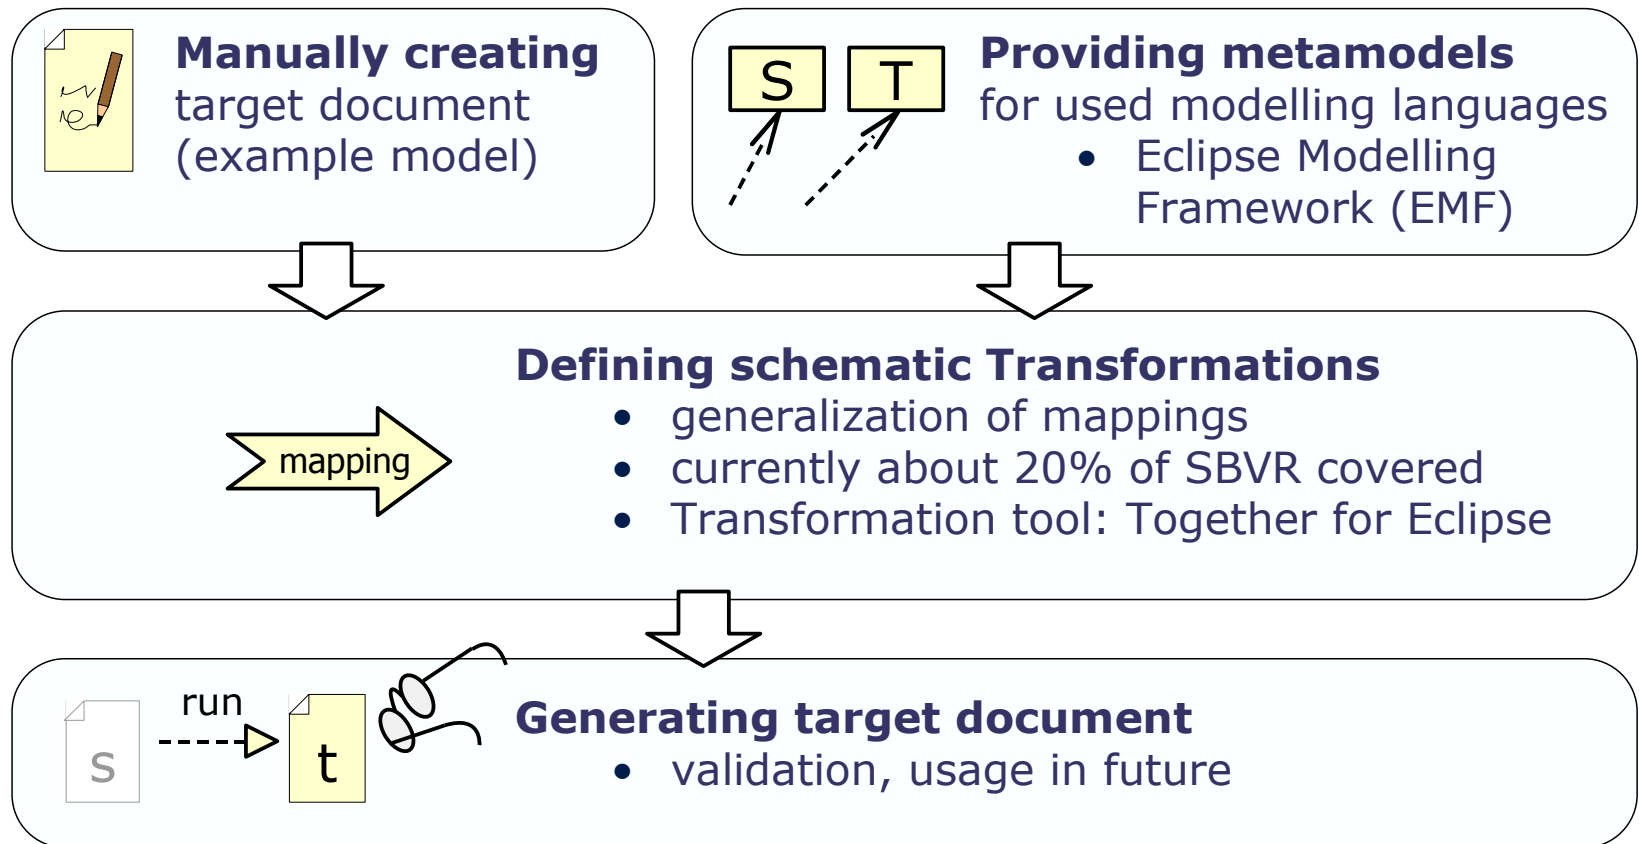 Manually creating
target document
(example model)
S T
Providing metamodels
for used modelling languages
• Eclipse Modelling
Framework (EMF)
mapping
Defining schematic Transformations
• generalization of mappings
• currently about 20% of SBVR covered
• Transformation tool: Together for Eclipse
run
s
t
Generating target document
• validation, usage in future